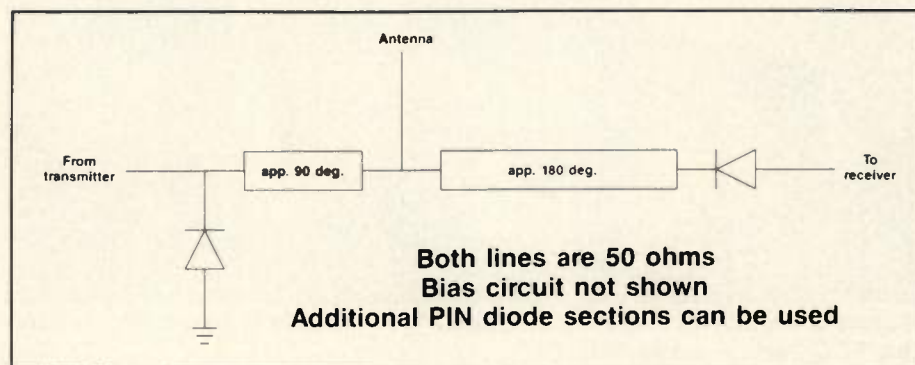 Antenna
From
transmitter
app. 90 deg.
app. 180 deg.
To
receiver
Both lines are 50 ohms
Bias circuit not shown
Additional PIN diode sections can be used